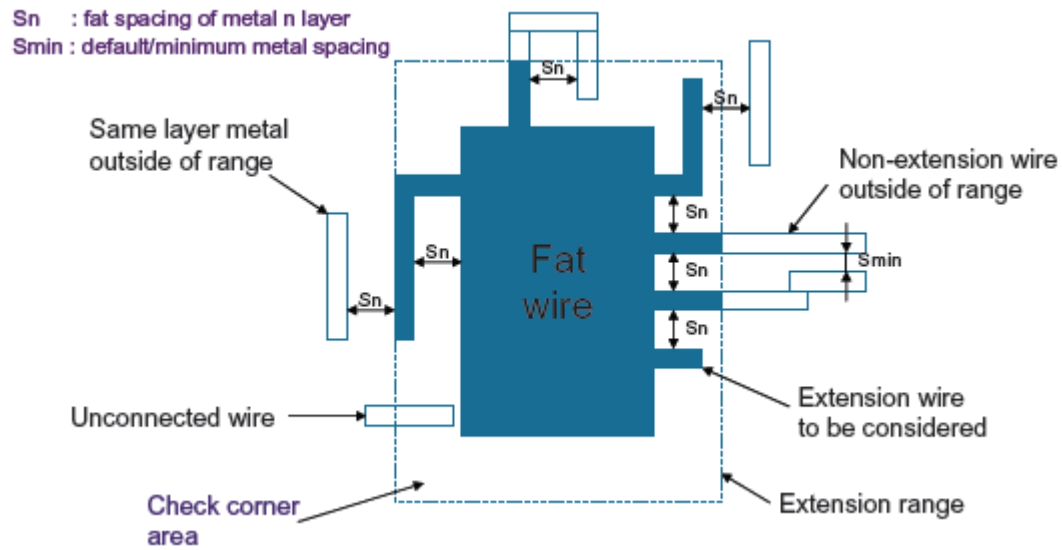 Sn : fat spacing of metal n layer
Smin : default/minimum metal spacing
Sn
Sn
Same layer metal
outside of range
Non-extension wire
outside of range
Sn
Sn
Smin
Fat
wire
Sn
Sn
Sn
Unconnected wire
Extension wire
to be considered
Check corner
area
Extension range